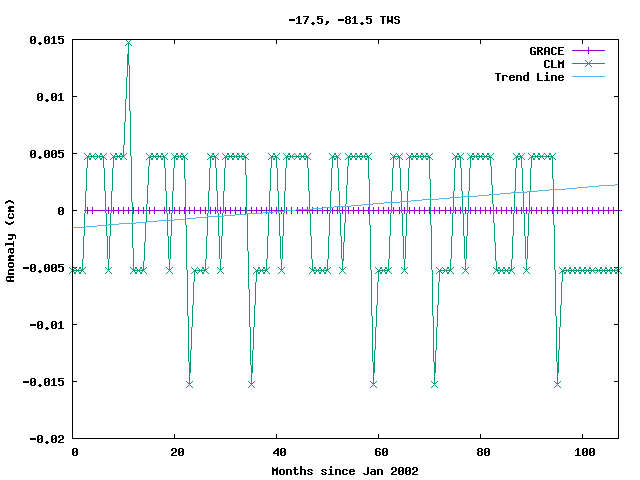 -17.5, -81.5 TWS
GRACE
CLM
Trend Line
0.015
0.01
0.005
0
-0.005
-0.01
-0.015
-0.02
Anomaly (cm)
0 20 40 60 80 100
Months since Jan 2002